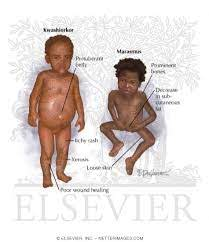 Kwashiorkor
Protuberant
belly
Marasmus
Prominent
bones
Decrease
in sub-
cutaneous
fat
Itchy rash
Xerosis
Loose skin
Poor wound healing
ELSEVIER
© ELSEVIER, INC. - NETTERIMAGES.COM